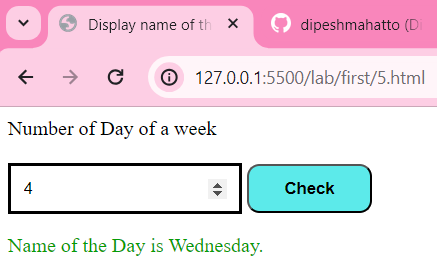 Display name of th
dipeshmahatto (Di
127.0.0.1:5500/lab/first/5.html
Number of Day of a week
4
Check
Name of the Day is Wednesday.